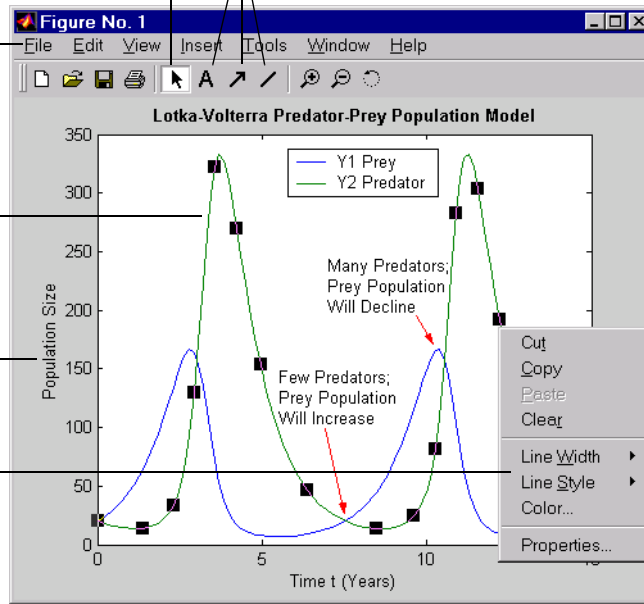 Figure No. 1
File Edit View Insert Tools Window Help
A
Lotka-Volterra Predator-Prey Population Model
350
300
250
200
150
100
50
0
Population Size
Y1 Prey
Y2 Predator
Many Predators;
Prey Population
Will Decline
Few Predators;
Prey Population
Will Increase
Cut
Copy
Paste
Clear
Line Width
Line Style
Color...
Properties...
0 5 10
Time t (Years)